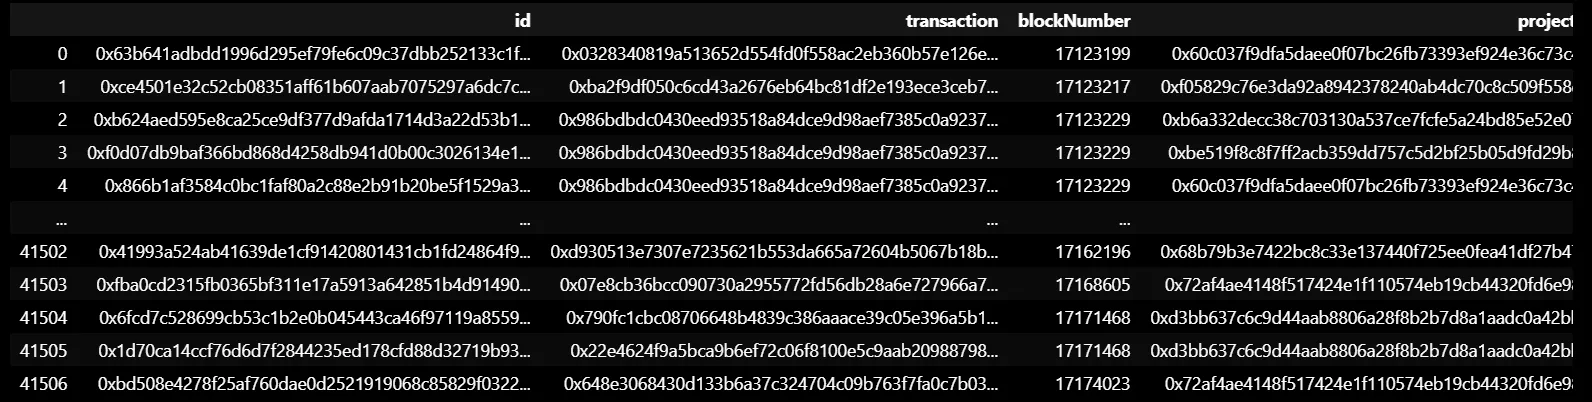 id transaction blockNumber project
0 0x63b641adbdd1996d295ef79fe6c09c37dbb252133c1f... 0x0328340819a513652d554fd0f558ac2eb360b57e126e... 17123199 0x60c037f9dfa5daee0f07bc26fb73393ef924e36c73c4
1 0xce4501e32c52cb08351aff61b607aab7075297a6dc7c... 0xba2f9df050c6cd43a2676eb64bc81df2e193ece3ceb7... 17123217 0xf05829c76e3da92a8942378240ab4dc70c8c509f558
2 0xb624aed595e8ca25ce9df377d9afda1714d3a22d53b1... 0x986bdbdc0430eed93518a84dce9d98aef7385c0a9237... 17123229 0xb6a332decc38c703130a537ce7fcfe5a24bd85e52e0
3 0xf0d07db9baf366bd868d4258db941d0b00c3026134e1... 0x986bdbdc0430eed93518a84dce9d98aef7385c0a9237... 17123229 0xbe519f8c8f7ff2acb359dd757c5d2bf25b05d9fd29b
4 0x866b1af3584c0bc1faf80a2c88e2b91b20be5f1529a3... 0x986bdbdc0430eed93518a84dce9d98aef7385c0a9237... 17123229 0x60c037f9dfa5daee0f07bc26fb73393ef924e36c73c4
... ... ... ...
41502 0x41993a524ab41639de1cf91420801431cb1fd24864f9... 0xd930513e7307e7235621b553da665a72604b5067b18b... 17162196 0x68b79b3e7422bc8c33e137440f725ee0fea41df27b4
41503 0xfba0cd2315fb0365bf311e17a5913a642851b4d91490... 0x07e8cb36bcc090730a2955772fd56db28a6e727966a7... 17168605 0x72af4ae4148f517424e1f110574eb19cb44320fd6e9
41504 0x6fcd7c528699cb53c1b2e0b045443ca46f97119a8559... 0x790fc1cbc08706648b4839c386aaace39c05e396a5b1... 17171468 0xd3bb637c6c9d44aab8806a28f8b2b7d8a1aadc0a42b
41505 0x1d70ca14ccf76d6d7f2844235ed178cfd88d32719b93... 0x22e4624f9a5bca9b6ef72c06f8100e5c9aab20988798... 17171468 0xd3bb637c6c9d44aab8806a28f8b2b7d8a1aadc0a42b
41506 0xbd508e4278f25af760dae0d2521919068c85829f0322... 0x648e3068430d133b6a37c324704c09b763f7fa0c7b03... 17174023 0x72af4ae4148f517424e1f110574eb19cb44320fd6e9